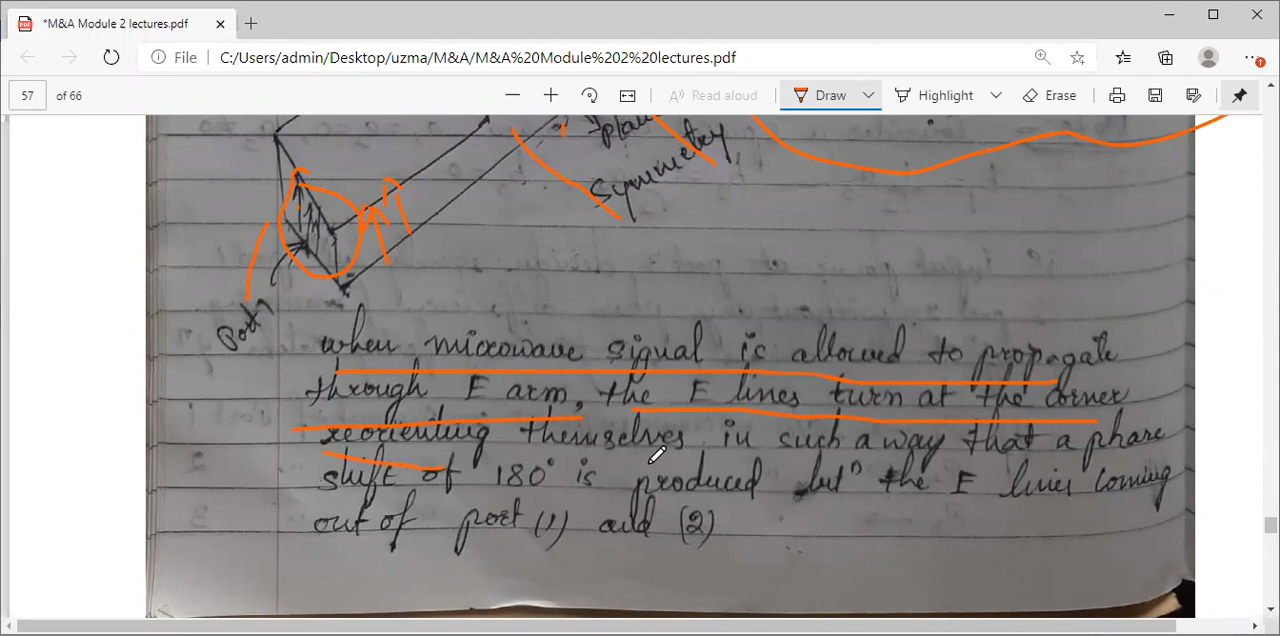 *M&A Module 2 lectures.pdf
File C:/Users/admin/Desktop/uzma/M&A/M&A%20Module%202%20lectures.pdf
57 of 66 Read aloud Draw Highlight Erase
Symmetry
Port 1
when microwave signal is allowed to propagate
through E arm, the E lines turn at the corner
reorienting themselves in such a way that a phase
shift of 180° is produced betⁿ the E lines coming
out of port (1) and (2)